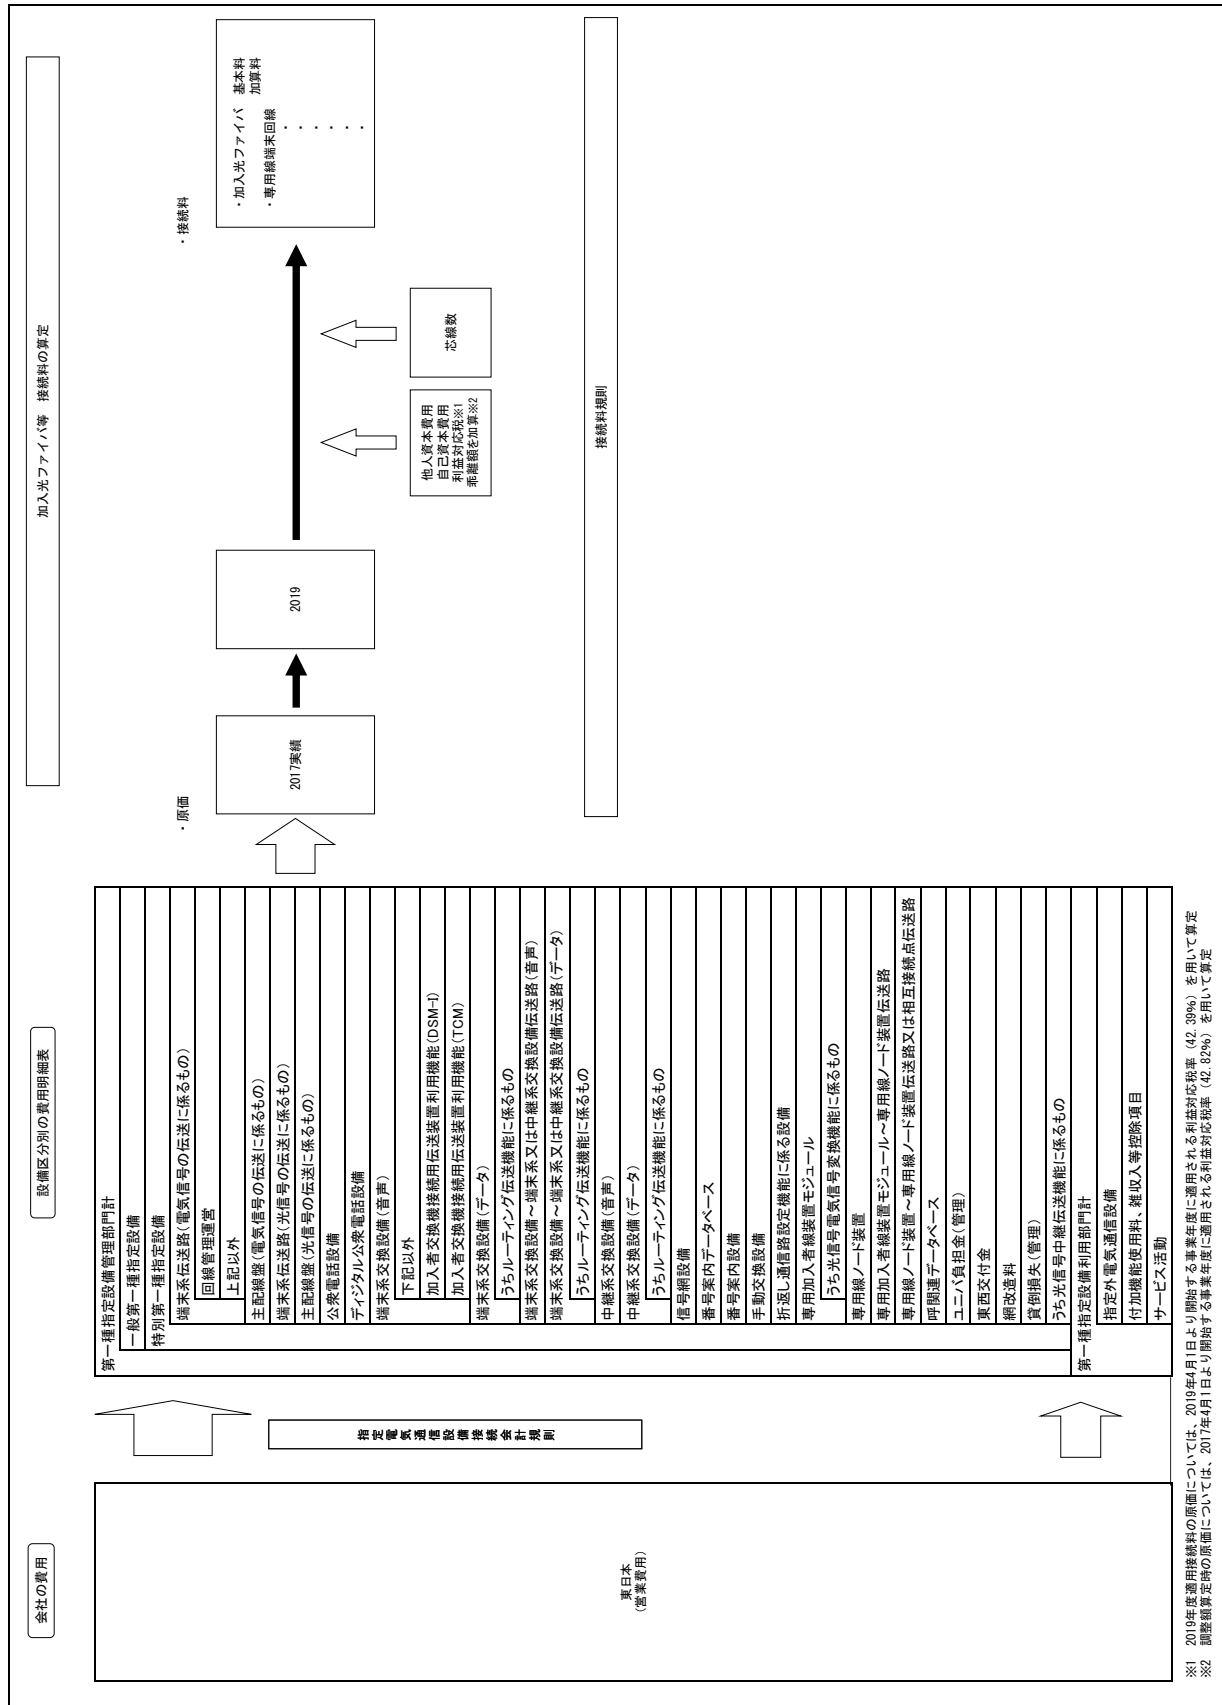 会社の費用
東日本
(営業費用)
指定電気通信設備接続会計規則
設備区分別の費用明細表
第一種指定設備管理部門計
一般第一種指定設備
特別第一種指定設備
端末系伝送路(電気信号の伝送に係るもの)
回線管理運営
上記以外
主配線盤(電気信号の伝送に係るもの)
端末系伝送路(光信号の伝送に係るもの)
主配線盤(光信号の伝送に係るもの)
公衆電話設備
ディジタル公衆電話設備
端末系交換設備(音声)
下記以外
加入者交換機接続用伝送装置利用機能(DSM-I)
加入者交換機接続用伝送装置利用機能(TCM)
端末系交換設備(データ)
うちルーティング伝送機能に係るもの
端末系交換設備~端末系又は中継系交換設備伝送路(音声)
端末系交換設備~端末系又は中継系交換設備伝送路(データ)
うちルーティング伝送機能に係るもの
中継系交換設備(音声)
中継系交換設備(データ)
うちルーティング伝送機能に係るもの
信号網設備
番号案内データベース
番号案内設備
手動交換設備
折返し通信路設定機能に係る設備
専用加入者線装置モジュール
うち光信号電気信号変換機能に係るもの
専用線ノード装置
専用加入者線装置モジュール~専用線ノード装置伝送路
専用線ノード装置~専用線ノード装置伝送路又は相互接続点伝送路
呼関連データベース
ユニバ負担金(管理)
東西交付金
網改造料
貸倒損失(管理)
うち光信号中継伝送機能に係るもの
第一種指定設備利用部門計
指定外電気通信設備
付加機能使用料、雑収入等控除項目
サービス活動
加入光ファイバ等 接続料の算定
・原価
2017実績
2019
他人資本費用
自己資本費用
利益対応税※1
乖離額を加算※2
芯線数
・接続料
・加入光ファイバ 基本料
加算料
・専用線端末回線
・
・
・
・
・
・
接続料規則
※1 2019年度適用接続料の原価については、2019年4月1日より開始する事業年度に適用される利益対応税率(42.39%)を用いて算定
※2 調整額算定時の原価については、2017年4月1日より開始する事業年度に適用される利益対応税率(42.82%)を用いて算定